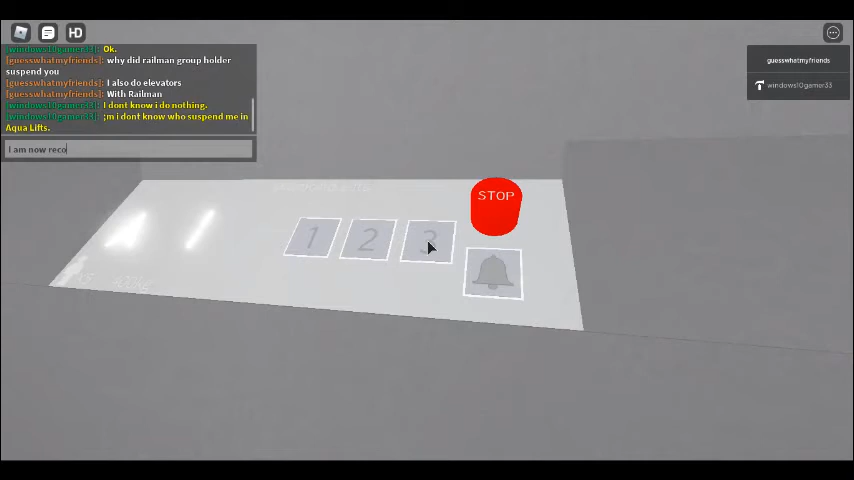 HD
[windows10gamer33]: Ok.
[guesswhatmyfriends]: why did railman group holder
suspend you
[guesswhatmyfriends]: I also do elevators
[guesswhatmyfriends]: With Railman
[windows10gamer33]: I dont know i do nothing.
[windows10gamer33]: ;m i dont know who suspend me in
Aqua Lifts.
I am now reco
guesswhatmyfriends
windows10gamer33
STOP
1 2 3